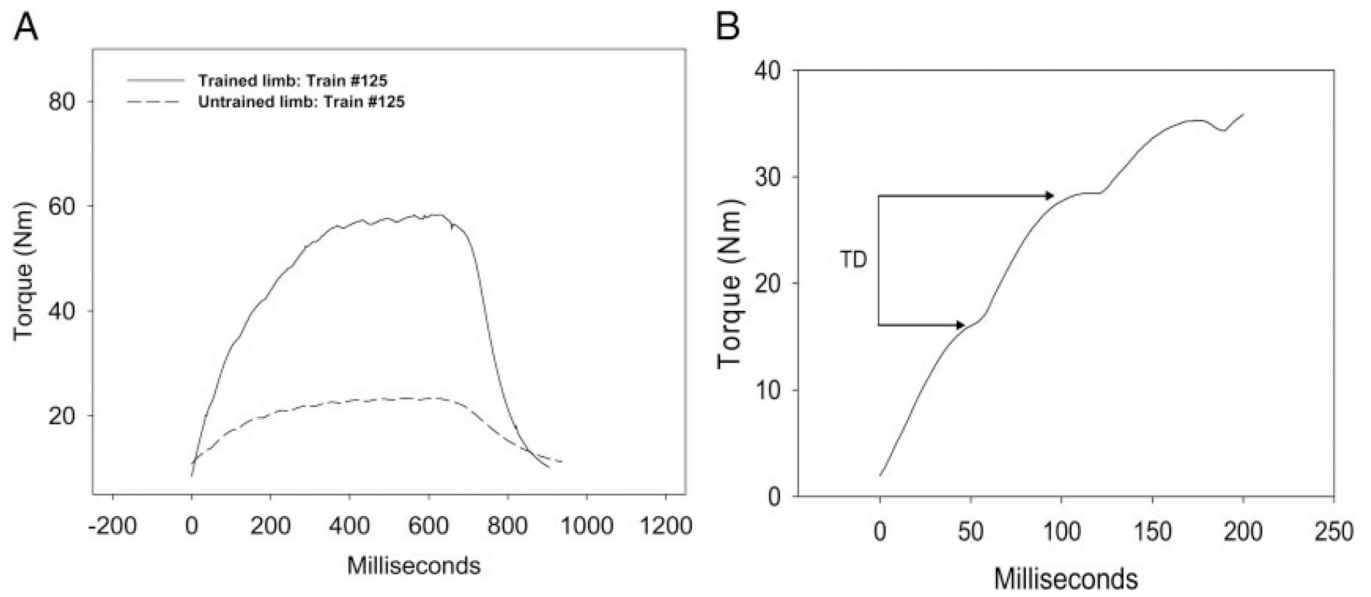 A
Trained limb: Train #125
Untrained limb: Train #125
80
60
40
20
Torque (Nm)
-200 0 200 400 600 800 1000 1200
Milliseconds
B
40
30
20
10
0
Torque (Nm)
TD
0 50 100 150 200 250
Milliseconds